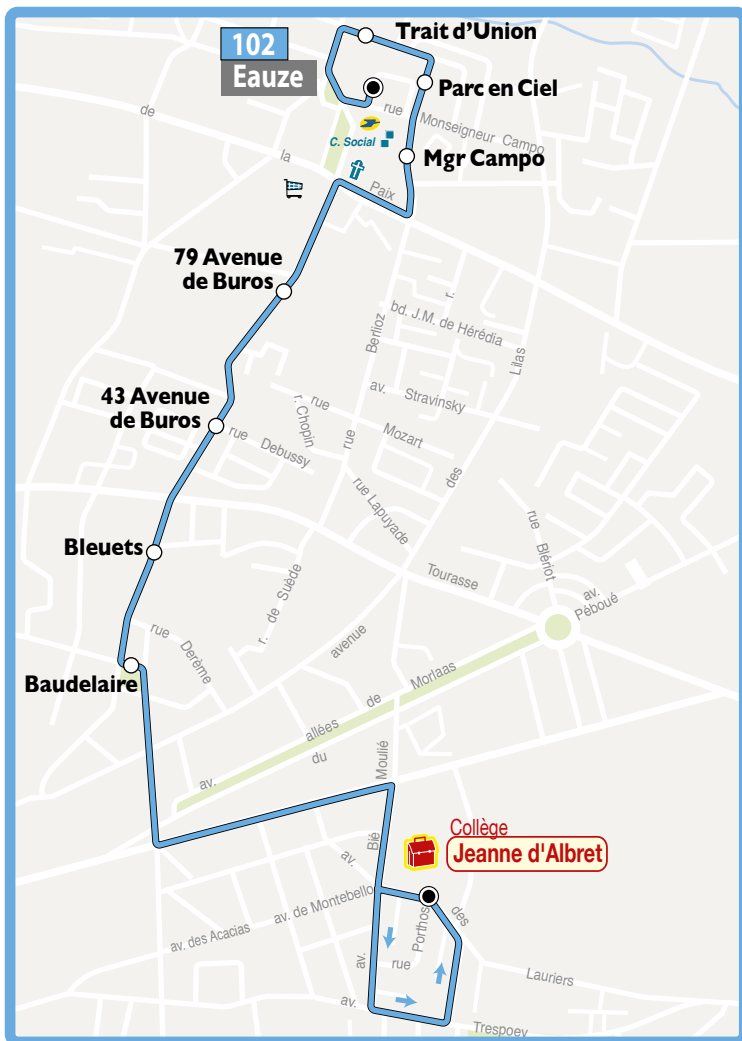 102
Eauze
Trait d'Union
Parc en Ciel
rue Monseigneur Campo
C. Social
Mgr Campo
de la Paix
79 Avenue
de Buros
bd. J.M. de Hérédia
r. des Lilas
rue Berlioz
av. Stravinsky
43 Avenue
de Buros
rue Mozart
r. Chopin
rue Debussy
rue Lapuyade
Bleuets
rue Blériot
Tourasse
av.
Péboué
r. de Suède
avenue
rue Derème
Baudelaire
allées de Morlaas
av. du
Moulié
Bié
av.
Collège
Jeanne d'Albret
av.
av. de Montebello
av. des Acacias
rue Porthos
des Lauriers
av. Trespoey